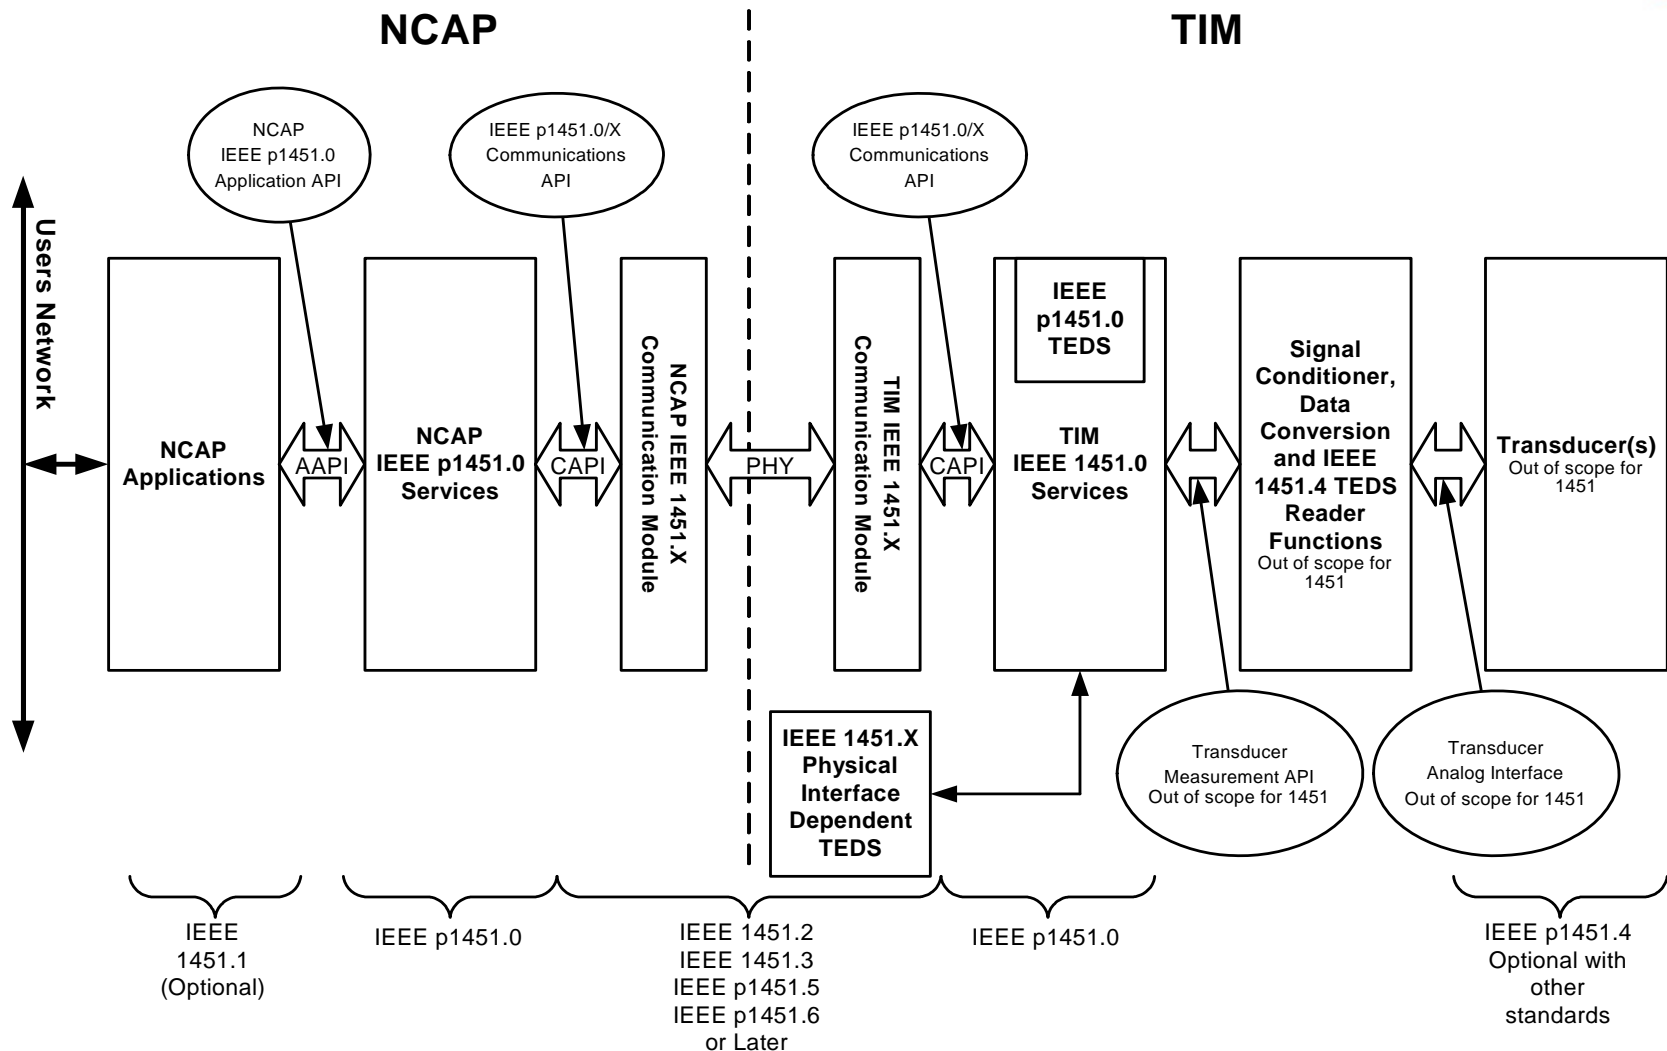 NCAP
TIM
NCAP
IEEE p1451.0
Application API
IEEE p1451.0/X
Communications
API
IEEE p1451.0/X
Communications
API
Users Network
NCAP
Applications
AAPI
NCAP
IEEE p1451.0
Services
CAPI
NCAP IEEE 1451.X
Communication Module
PHY
TIM IEEE 1451.X
Communication Module
CAPI
IEEE
p1451.0
TEDS
TIM
IEEE 1451.0
Services
Signal
Conditioner,
Data
Conversion
and IEEE
1451.4 TEDS
Reader
Functions
Out of scope for
1451
Transducer(s)
Out of scope for
1451
IEEE 1451.X
Physical
Interface
Dependent
TEDS
Transducer
Measurement API
Out of scope for 1451
Transducer
Analog Interface
Out of scope for 1451
IEEE
1451.1
(Optional)
IEEE p1451.0
IEEE 1451.2
IEEE 1451.3
IEEE p1451.5
IEEE p1451.6
or Later
IEEE p1451.0
IEEE p1451.4
Optional with
other
standards